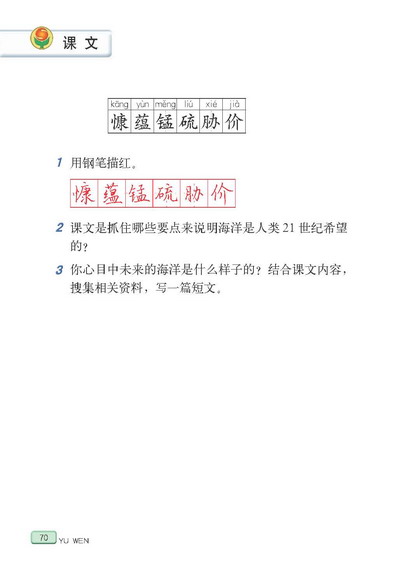 课文
kāng yùn měng liú xié jià
慷蕴锰硫胁价
1 用钢笔描红。
慷蕴锰硫胁价
2 课文是抓住哪些要点来说明海洋是人类 21 世纪希望
的？
3 你心目中未来的海洋是什么样子的？结合课文内容，
搜集相关资料，写一篇短文。
70 YU WEN